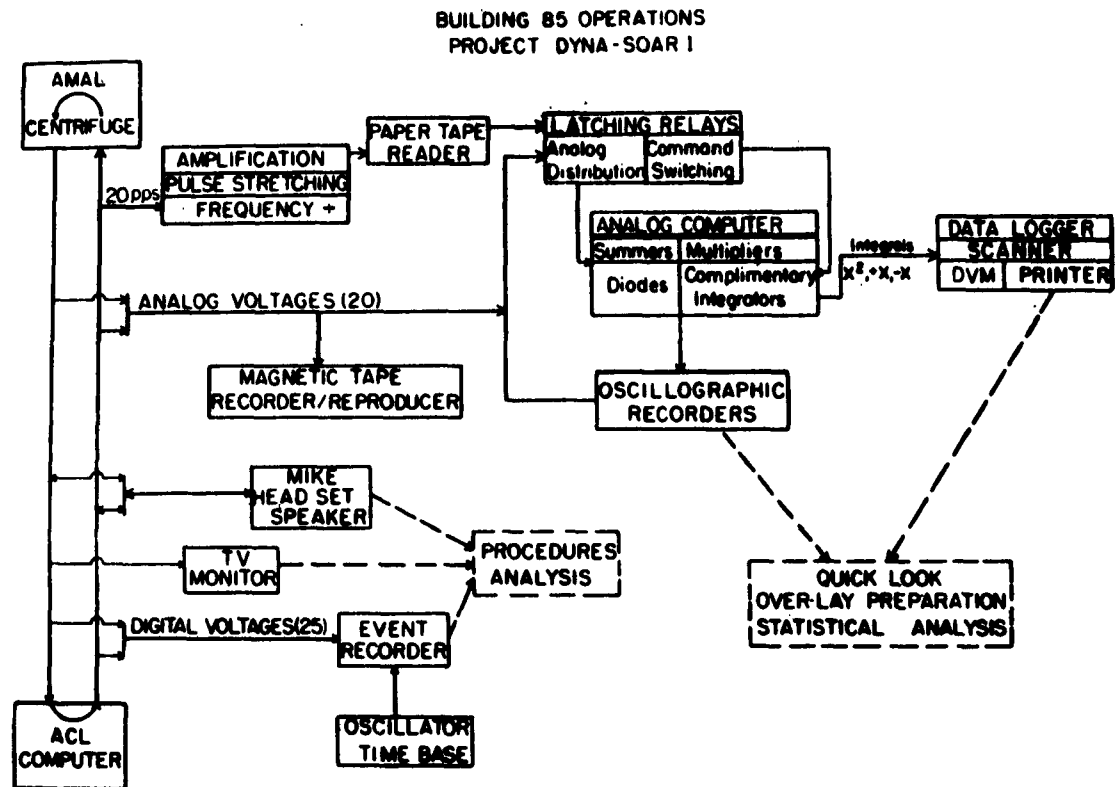 BUILDING 85 OPERATIONS
PROJECT DYNA-SOAR I
AMAL
CENTRIFUGE
20 pps
AMPLIFICATION
PULSE STRETCHING
FREQUENCY ÷
PAPER TAPE
READER
LATCHING RELAYS
Analog
Distribution
Command
Switching
ANALOG COMPUTER
Summers
Multipliers
Diodes
Complimentary
Integrators
Integrals
X², +X, -X
DATA LOGGER
SCANNER
DVM
PRINTER
ANALOG VOLTAGES (20)
MAGNETIC TAPE
RECORDER/REPRODUCER
OSCILLOGRAPHIC
RECORDERS
MIKE
HEAD SET
SPEAKER
TV
MONITOR
PROCEDURES
ANALYSIS
QUICK LOOK
OVER-LAY PREPARATION
STATISTICAL ANALYSIS
DIGITAL VOLTAGES(25)
EVENT
RECORDER
OSCILLATOR
TIME BASE
ACL
COMPUTER